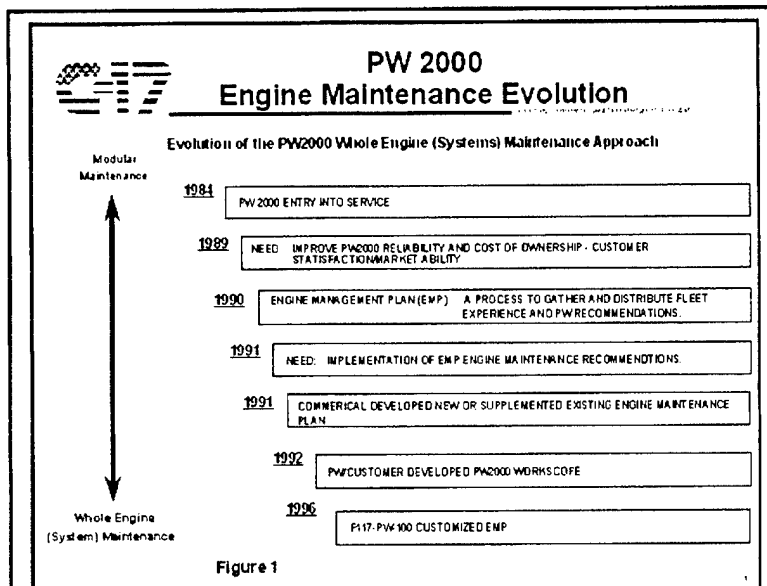 C-17
PW 2000
Engine Maintenance Evolution
Evolution of the PW2000 Whole Engine (Systems) Maintenance Approach
Modular
Maintenance
1984
PW 2000 ENTRY INTO SERVICE
1989
NEED IMPROVE PW2000 RELIABILITY AND COST OF OWNERSHIP - CUSTOMER
STATISFACTION/MARKET ABILITY
1990
ENGINE MANAGEMENT PLAN (EMP) A PROCESS TO GATHER AND DISTRIBUTE FLEET
EXPERIENCE AND PW RECOMMENDATIONS.
1991
NEED: IMPLEMENTATION OF EMP ENGINE MAINTENANCE RECOMMENDTIONS.
1991
COMMERICAL DEVELOPED NEW OR SUPPLEMENTED EXISTING ENGINE MAINTENANCE
PLAN
1992
PW/CUSTOMER DEVELOPED PW2000 WORKSCOPE
1996
F117-PW-100 CUSTOMIZED EMP
Whole Engine
(System) Maintenance
Figure 1
1